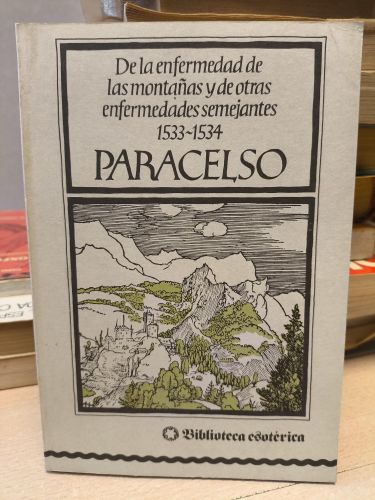 De la enfermedad de
las montañas y de otras
enfermedades semejantes
1533~1534
PARACELSO
Biblioteca esotérica